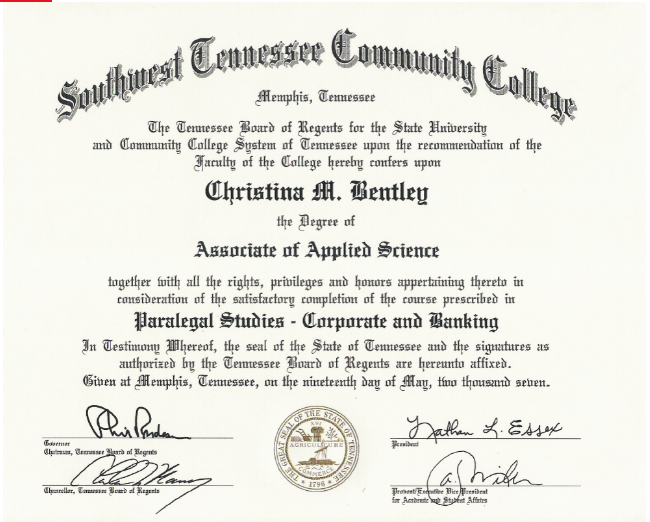 Southwest Tennessee Community College
Memphis, Tennessee
The Tennessee Board of Regents for the State University
and Community College System of Tennessee upon the recommendation of the
Faculty of the College hereby confers upon
Christina M. Bentley
the Degree of
Associate of Applied Science
together with all the rights, privileges and honors appertaining thereto in
consideration of the satisfactory completion of the course prescribed in
Paralegal Studies - Corporate and Banking
In Testimony Whereof, the seal of the State of Tennessee and the signatures as
authorized by the Tennessee Board of Regents are hereunto affixed.
Given at Memphis, Tennessee, on the nineteenth day of May, two thousand seven.
Governor
Chairman, Tennessee Board of Regents
Chancellor, Tennessee Board of Regents
THE GREAT SEAL OF THE STATE OF TENNESSEE
XVI
AGRICULTURE
COMMERCE
1796
Nathan L. Essex
President
Provost/Executive Vice President
for Academic and Student Affairs